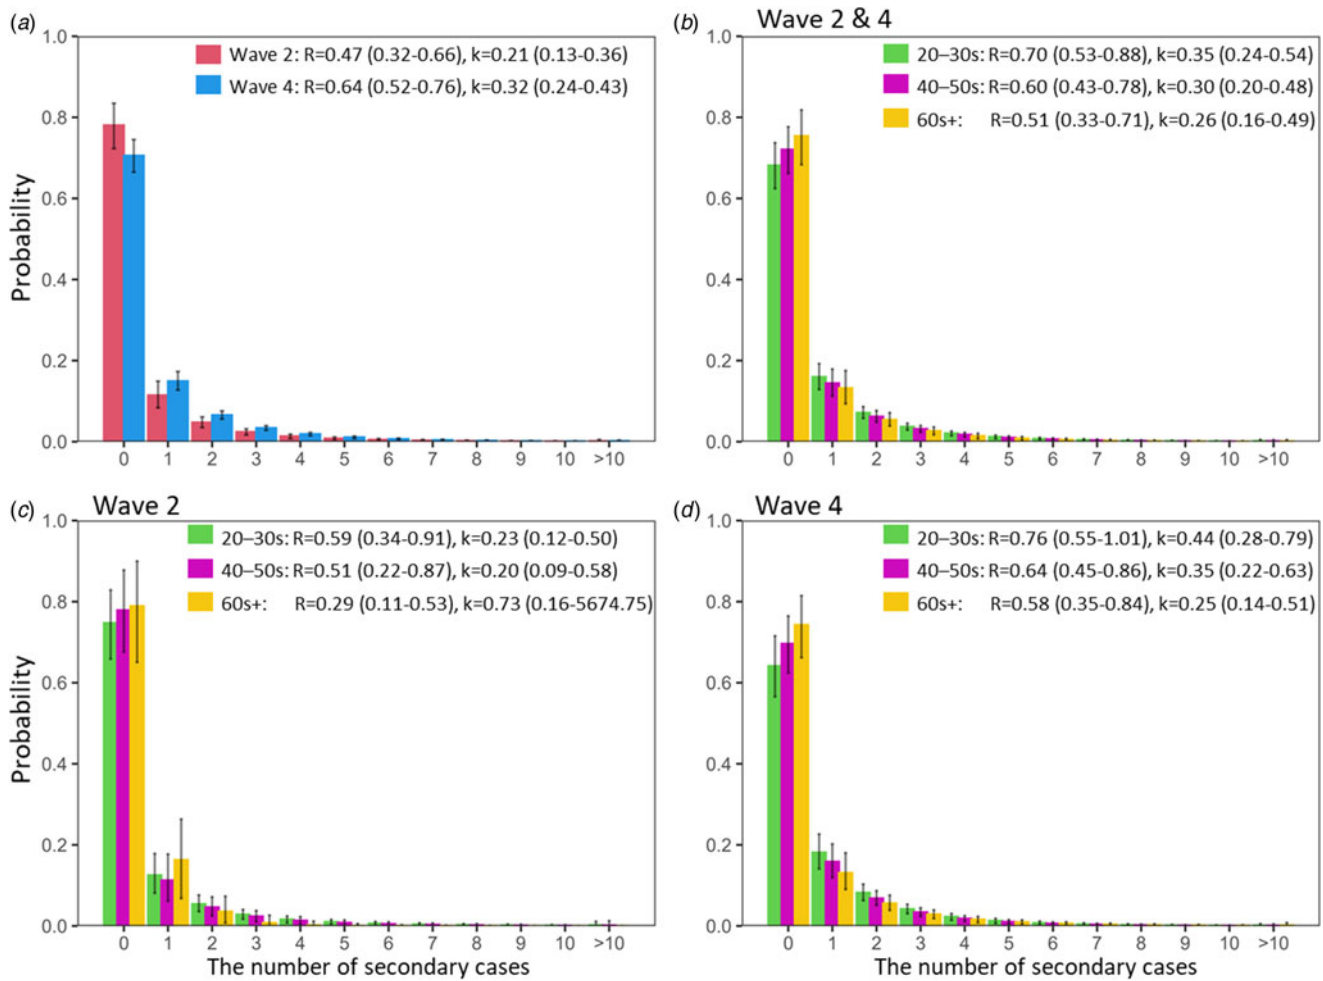 (a)
1.0
Wave 2: R=0.47 (0.32-0.66), k=0.21 (0.13-0.36)
Wave 4: R=0.64 (0.52-0.76), k=0.32 (0.24-0.43)
0.8
0.6
0.4
0.2
0.0
Probability
0 1 2 3 4 5 6 7 8 9 10 >10
(b) Wave 2 & 4
1.0
20–30s: R=0.70 (0.53-0.88), k=0.35 (0.24-0.54)
40–50s: R=0.60 (0.43-0.78), k=0.30 (0.20-0.48)
60s+: R=0.51 (0.33-0.71), k=0.26 (0.16-0.49)
0.8
0.6
0.4
0.2
0.0
0 1 2 3 4 5 6 7 8 9 10 >10
(c) Wave 2
1.0
20–30s: R=0.59 (0.34-0.91), k=0.23 (0.12-0.50)
40–50s: R=0.51 (0.22-0.87), k=0.20 (0.09-0.58)
60s+: R=0.29 (0.11-0.53), k=0.73 (0.16-5674.75)
0.8
0.6
0.4
0.2
0.0
Probability
0 1 2 3 4 5 6 7 8 9 10 >10
The number of secondary cases
(d) Wave 4
1.0
20–30s: R=0.76 (0.55-1.01), k=0.44 (0.28-0.79)
40–50s: R=0.64 (0.45-0.86), k=0.35 (0.22-0.63)
60s+: R=0.58 (0.35-0.84), k=0.25 (0.14-0.51)
0.8
0.6
0.4
0.2
0.0
0 1 2 3 4 5 6 7 8 9 10 >10
The number of secondary cases